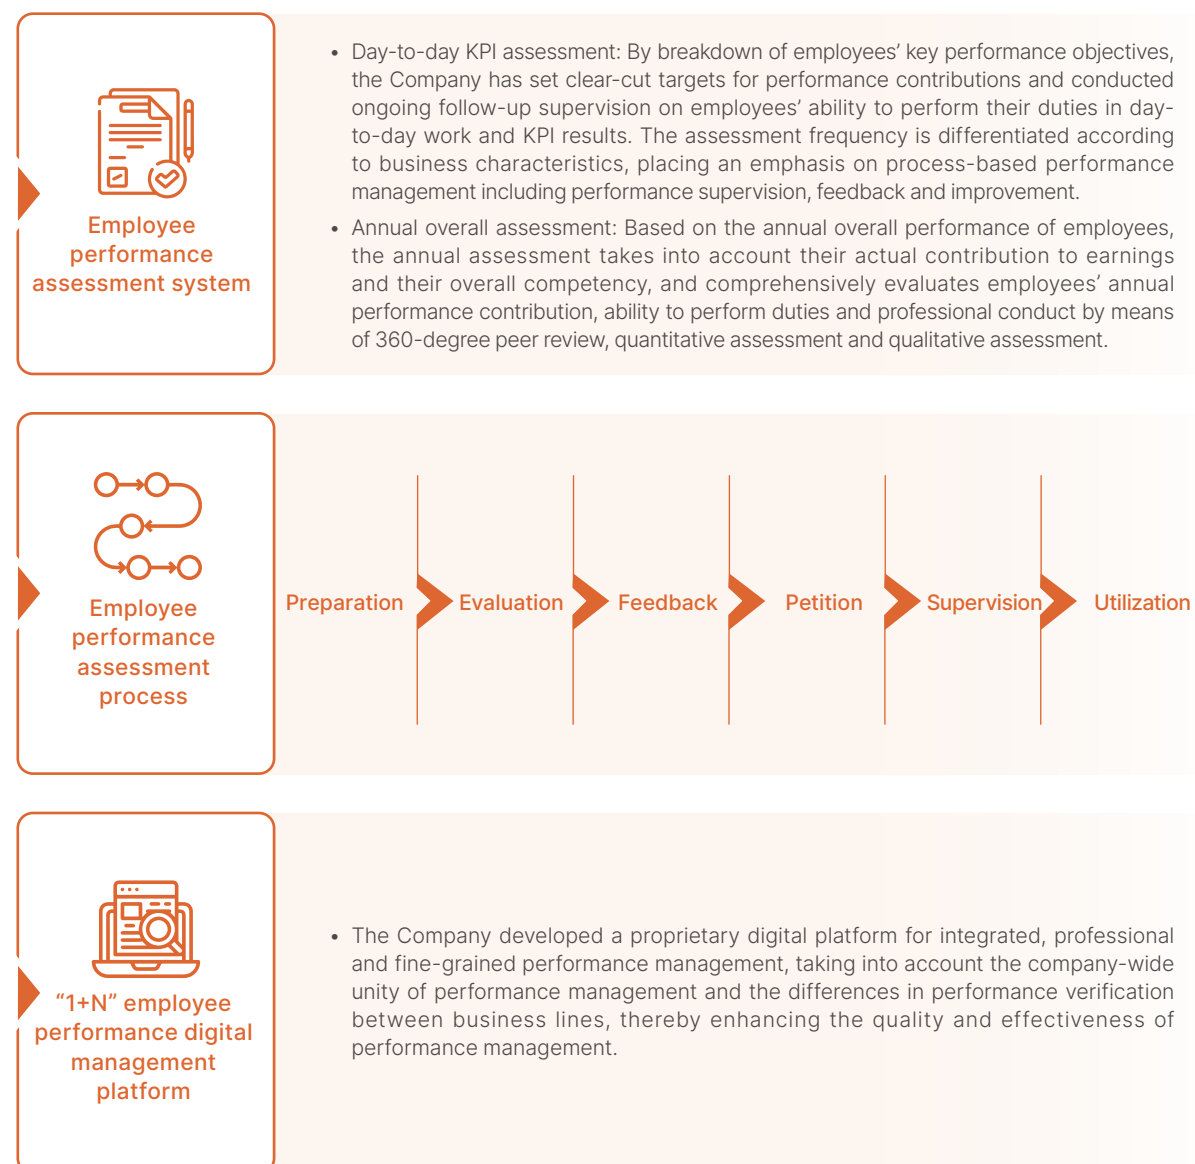 Employee
performance
assessment system
• Day-to-day KPI assessment: By breakdown of employees’ key performance objectives,
the Company has set clear-cut targets for performance contributions and conducted
ongoing follow-up supervision on employees’ ability to perform their duties in day-
to-day work and KPI results. The assessment frequency is differentiated according
to business characteristics, placing an emphasis on process-based performance
management including performance supervision, feedback and improvement.
• Annual overall assessment: Based on the annual overall performance of employees,
the annual assessment takes into account their actual contribution to earnings
and their overall competency, and comprehensively evaluates employees’ annual
performance contribution, ability to perform duties and professional conduct by means
of 360-degree peer review, quantitative assessment and qualitative assessment.
Employee
performance
assessment
process
Preparation
Evaluation
Feedback
Petition
Supervision
Utilization
“1+N” employee
performance digital
management
platform
• The Company developed a proprietary digital platform for integrated, professional
and fine-grained performance management, taking into account the company-wide
unity of performance management and the differences in performance verification
between business lines, thereby enhancing the quality and effectiveness of
performance management.